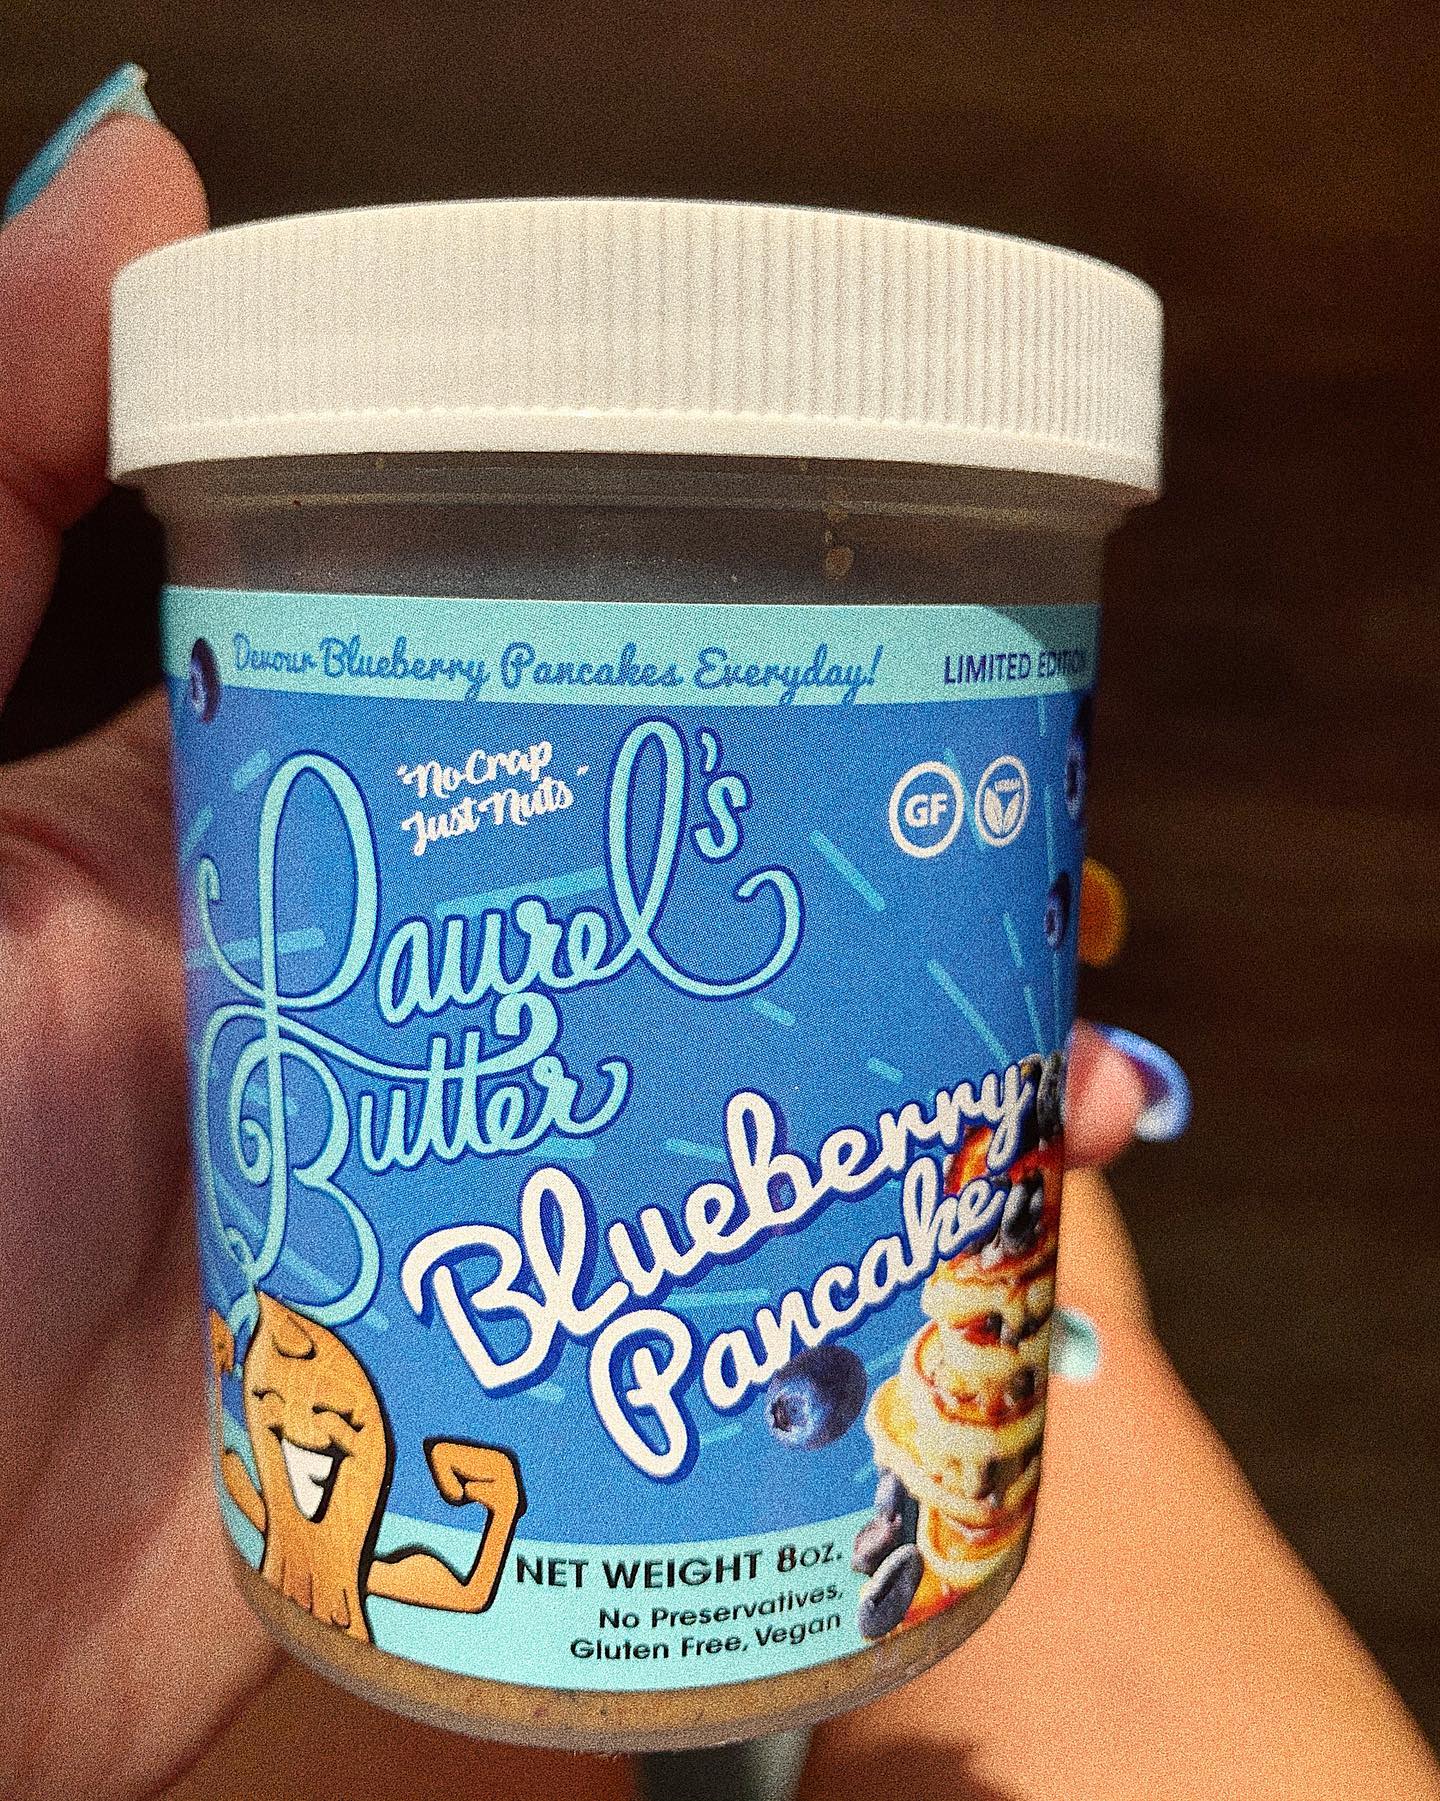 Devour Blueberry Pancakes Everyday!
LIMITED EDITION
"No Crap
Just Nuts"
Laurel's
Butter
GF
VEGAN
Blueberry
Pancake
NET WEIGHT 8OZ.
No Preservatives,
Gluten Free, Vegan